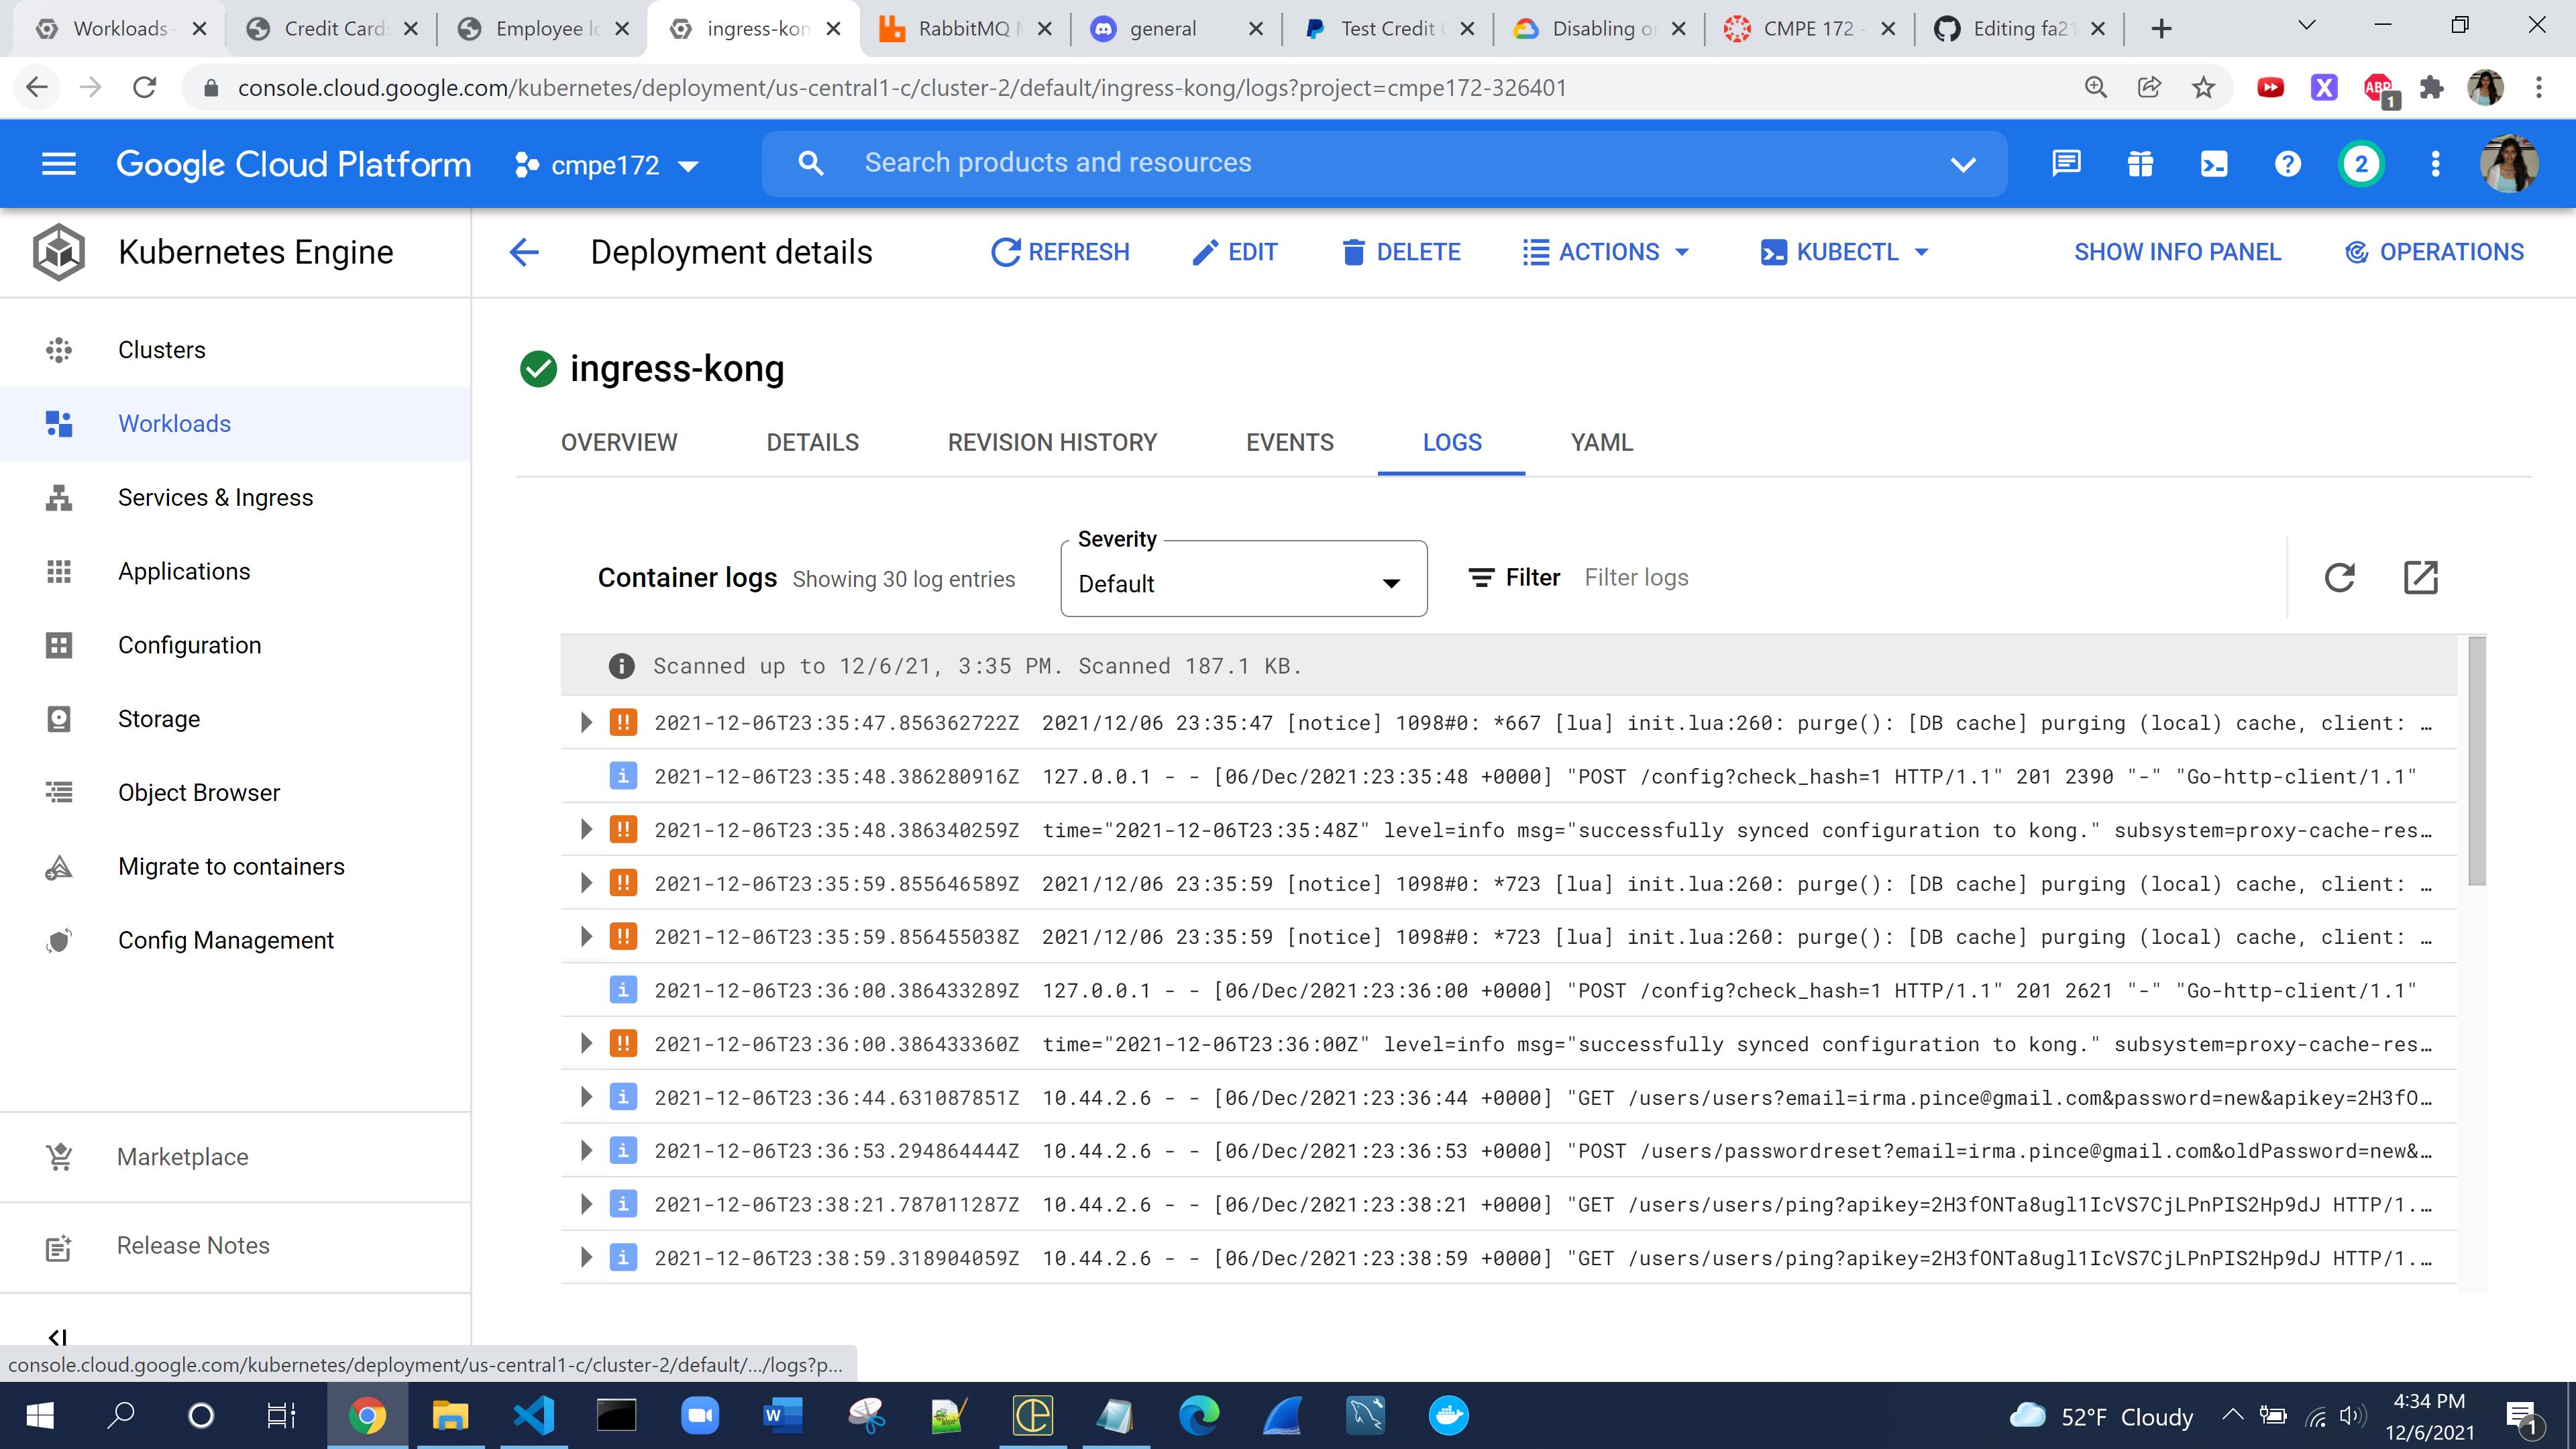 Workloads -
Credit Card
Employee lo
ingress-kon
RabbitMQ M
general
Test Credit
Disabling or
CMPE 172 -
Editing fa21
console.cloud.google.com/kubernetes/deployment/us-central1-c/cluster-2/default/ingress-kong/logs?project=cmpe172-326401
ABP
1
Google Cloud Platform
cmpe172
Search products and resources
2
Kubernetes Engine
Deployment details
REFRESH
EDIT
DELETE
ACTIONS
KUBECTL
SHOW INFO PANEL
OPERATIONS
Clusters
Workloads
Services & Ingress
Applications
Configuration
Storage
Object Browser
Migrate to containers
Config Management
Marketplace
Release Notes
ingress-kong
OVERVIEW
DETAILS
REVISION HISTORY
EVENTS
LOGS
YAML
Container logs Showing 30 log entries
Severity
Default
Filter Filter logs
Scanned up to 12/6/21, 3:35 PM. Scanned 187.1 KB.
2021-12-06T23:35:47.856362722Z 2021/12/06 23:35:47 [notice] 1098#0: *667 [lua] init.lua:260: purge(): [DB cache] purging (local) cache, client: …
2021-12-06T23:35:48.386280916Z 127.0.0.1 - - [06/Dec/2021:23:35:48 +0000] "POST /config?check_hash=1 HTTP/1.1" 201 2390 "-" "Go-http-client/1.1"
2021-12-06T23:35:48.386340259Z time="2021-12-06T23:35:48Z" level=info msg="successfully synced configuration to kong." subsystem=proxy-cache-res…
2021-12-06T23:35:59.855646589Z 2021/12/06 23:35:59 [notice] 1098#0: *723 [lua] init.lua:260: purge(): [DB cache] purging (local) cache, client: …
2021-12-06T23:35:59.856455038Z 2021/12/06 23:35:59 [notice] 1098#0: *723 [lua] init.lua:260: purge(): [DB cache] purging (local) cache, client: …
2021-12-06T23:36:00.386433289Z 127.0.0.1 - - [06/Dec/2021:23:36:00 +0000] "POST /config?check_hash=1 HTTP/1.1" 201 2621 "-" "Go-http-client/1.1"
2021-12-06T23:36:00.386433360Z time="2021-12-06T23:36:00Z" level=info msg="successfully synced configuration to kong." subsystem=proxy-cache-res…
2021-12-06T23:36:44.631087851Z 10.44.2.6 - - [06/Dec/2021:23:36:44 +0000] "GET /users/users?email=irma.pince@gmail.com&password=new&apikey=2H3fO…
2021-12-06T23:36:53.294864444Z 10.44.2.6 - - [06/Dec/2021:23:36:53 +0000] "POST /users/passwordreset?email=irma.pince@gmail.com&oldPassword=new&…
2021-12-06T23:38:21.787011287Z 10.44.2.6 - - [06/Dec/2021:23:38:21 +0000] "GET /users/users/ping?apikey=2H3fONTa8ugl1IcVS7CjLPnPIS2Hp9dJ HTTP/1.…
2021-12-06T23:38:59.318904059Z 10.44.2.6 - - [06/Dec/2021:23:38:59 +0000] "GET /users/users/ping?apikey=2H3fONTa8ugl1IcVS7CjLPnPIS2Hp9dJ HTTP/1.…
console.cloud.google.com/kubernetes/deployment/us-central1-c/cluster-2/default/.../logs?p...
52°F Cloudy
4:34 PM
12/6/2021
1